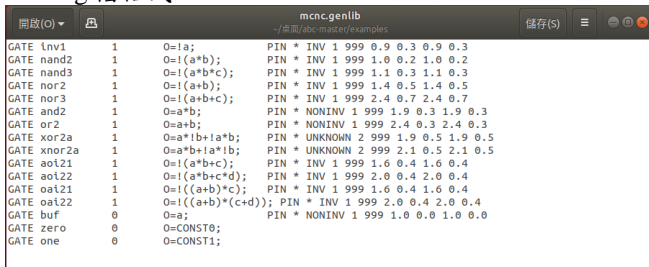 開啟(O)
mcnc.genlib
~/桌面/abc-master/examples
儲存(S)
GATE inv1 1 O=!a; PIN * INV 1 999 0.9 0.3 0.9 0.3
GATE nand2 1 O=!(a*b); PIN * INV 1 999 1.0 0.2 1.0 0.2
GATE nand3 1 O=!(a*b*c); PIN * INV 1 999 1.1 0.3 1.1 0.3
GATE nor2 1 O=!(a+b); PIN * INV 1 999 1.4 0.5 1.4 0.5
GATE nor3 1 O=!(a+b+c); PIN * INV 1 999 2.4 0.7 2.4 0.7
GATE and2 1 O=a*b; PIN * NONINV 1 999 1.9 0.3 1.9 0.3
GATE or2 1 O=a+b; PIN * NONINV 1 999 2.4 0.3 2.4 0.3
GATE xor2a 1 O=a*!b+!a*b; PIN * UNKNOWN 2 999 1.9 0.5 1.9 0.5
GATE xnor2a 1 O=a*b+!a*!b; PIN * UNKNOWN 2 999 2.1 0.5 2.1 0.5
GATE aoi21 1 O=!(a*b+c); PIN * INV 1 999 1.6 0.4 1.6 0.4
GATE aoi22 1 O=!(a*b+c*d); PIN * INV 1 999 2.0 0.4 2.0 0.4
GATE oai21 1 O=!((a+b)*c); PIN * INV 1 999 1.6 0.4 1.6 0.4
GATE oai22 1 O=!((a+b)*(c+d)); PIN * INV 1 999 2.0 0.4 2.0 0.4
GATE buf 0 O=a; PIN * NONINV 1 999 1.0 0.0 1.0 0.0
GATE zero 0 O=CONST0;
GATE one 0 O=CONST1;